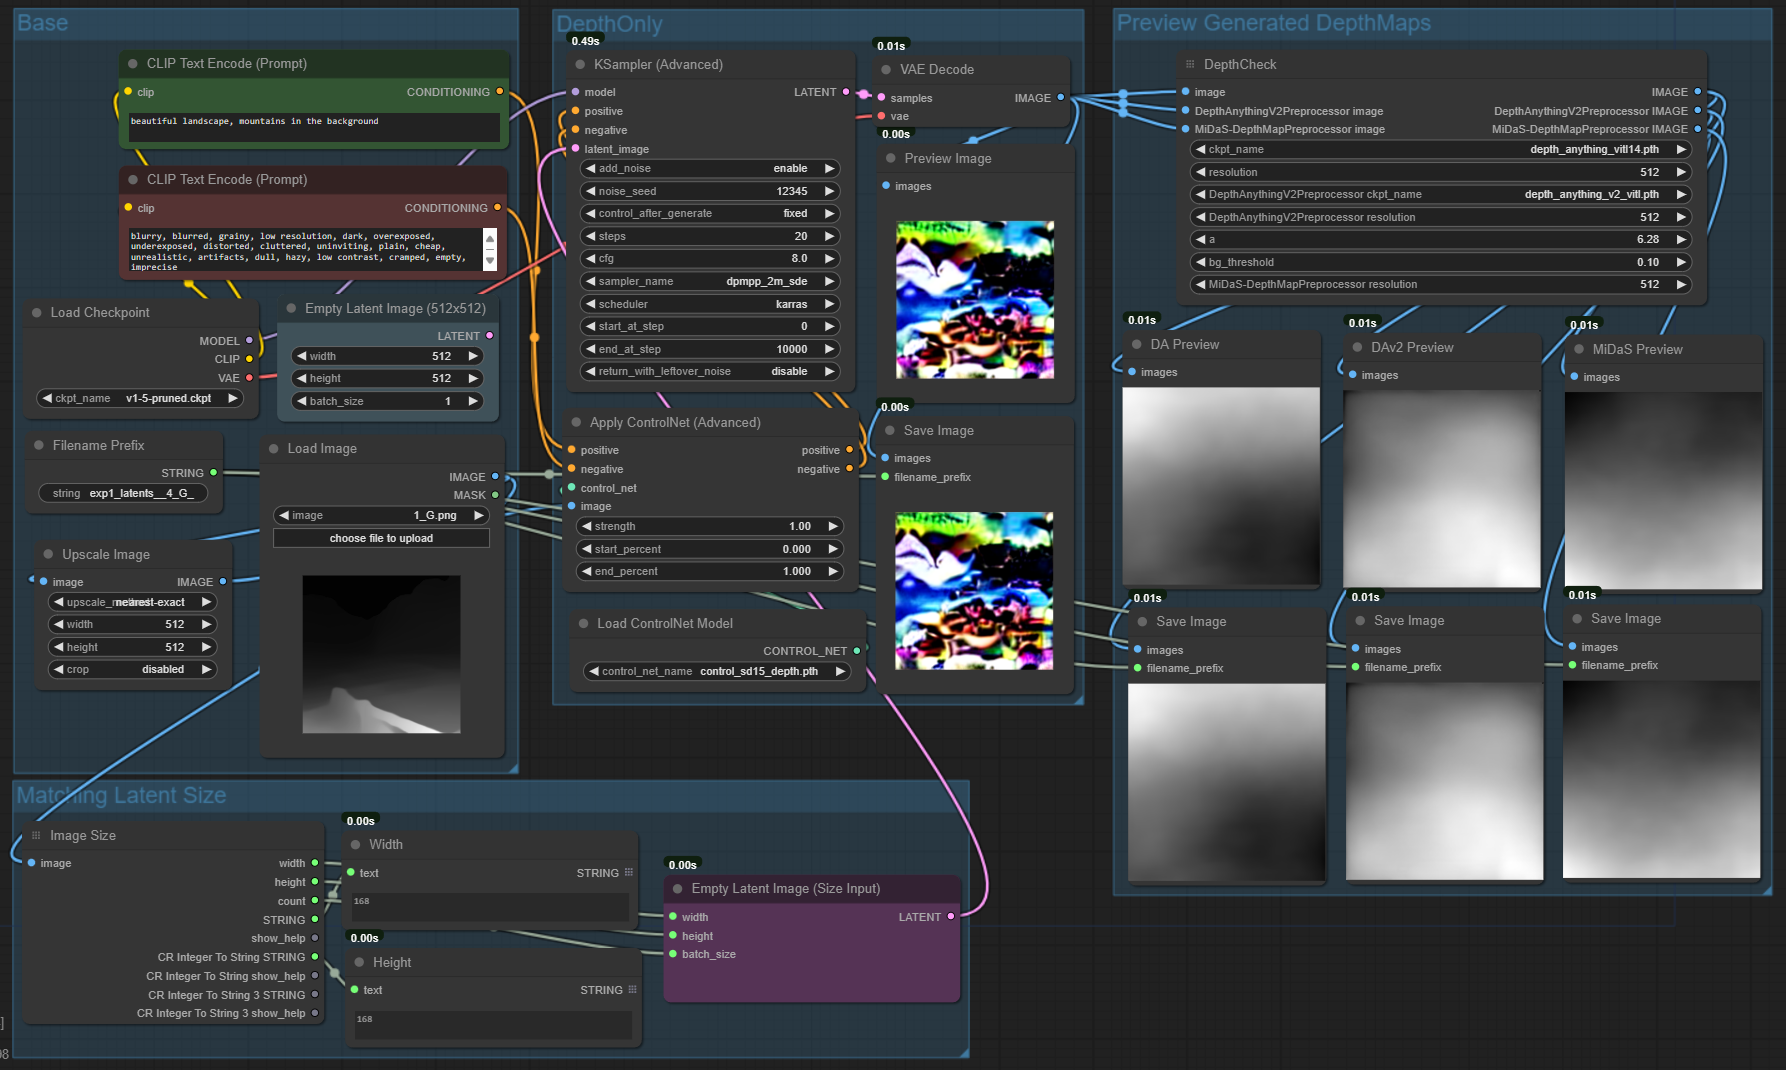 Base
CLIP Text Encode (Prompt)
clip
CONDITIONING
beautiful landscape, mountains in the background
CLIP Text Encode (Prompt)
clip
CONDITIONING
blurry, blurred, grainy, low resolution, dark, overexposed,
underexposed, distorted, cluttered, uninviting, plain, cheap,
unrealistic, artifacts, dull, hazy, low contrast, cramped, empty,
imprecise
Load Checkpoint
MODEL
CLIP
VAE
ckpt_name v1-5-pruned.ckpt
Empty Latent Image (512x512)
LATENT
width 512
height 512
batch_size 1
Filename Prefix
STRING
string exp1_latents__4_G_
Load Image
IMAGE
MASK
image 1_G.png
choose file to upload
Upscale Image
image IMAGE
nearest-exact
width 512
height 512
crop disabled
DepthOnly
0.49s
KSampler (Advanced)
model LATENT
positive
negative
latent_image
add_noise enable
noise_seed 12345
control_after_generate fixed
steps 20
cfg 8.0
sampler_name dpmpp_2m_sde
scheduler karras
start_at_step 0
end_at_step 10000
return_with_leftover_noise disable
0.01s
VAE Decode
samples IMAGE
vae
0.00s
Preview Image
images
Apply ControlNet (Advanced)
positive positive
negative negative
control_net
image
strength 1.00
start_percent 0.000
end_percent 1.000
Load ControlNet Model
CONTROL_NET
control_net_name control_sd15_depth.pth
0.00s
Save Image
images
filename_prefix
Preview Generated DepthMaps
DepthCheck
image IMAGE
DepthAnythingV2Preprocessor image DepthAnythingV2Preprocessor IMAGE
MiDaS-DepthMapPreprocessor image MiDaS-DepthMapPreprocessor IMAGE
ckpt_name depth_anything_vitl14.pth
resolution 512
DepthAnythingV2Preprocessor ckpt_name depth_anything_v2_vitl.pth
DepthAnythingV2Preprocessor resolution 512
a 6.28
bg_threshold 0.10
MiDaS-DepthMapPreprocessor resolution 512
0.01s
DA Preview
images
0.01s
DAv2 Preview
images
0.01s
MiDaS Preview
images
0.01s
Save Image
images
filename_prefix
0.01s
Save Image
images
filename_prefix
0.01s
Save Image
images
filename_prefix
Matching Latent Size
Image Size
image width
height
count
STRING
show_help
CR Integer To String STRING
CR Integer To String show_help
CR Integer To String 3 STRING
CR Integer To String 3 show_help
0.00s
Width
text STRING
168
0.00s
Height
text STRING
168
0.00s
Empty Latent Image (Size Input)
width LATENT
height
batch_size